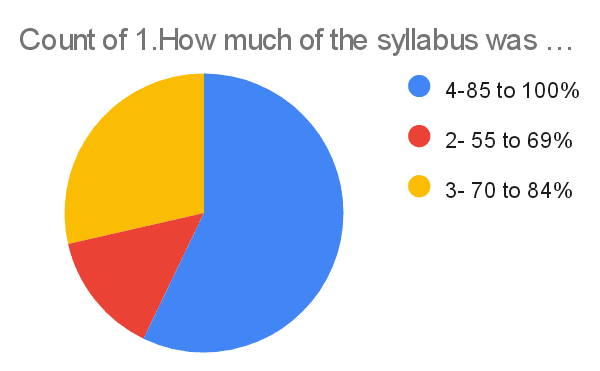 Count of 1.How much of the syllabus was …
4-85 to 100%
2- 55 to 69%
3- 70 to 84%